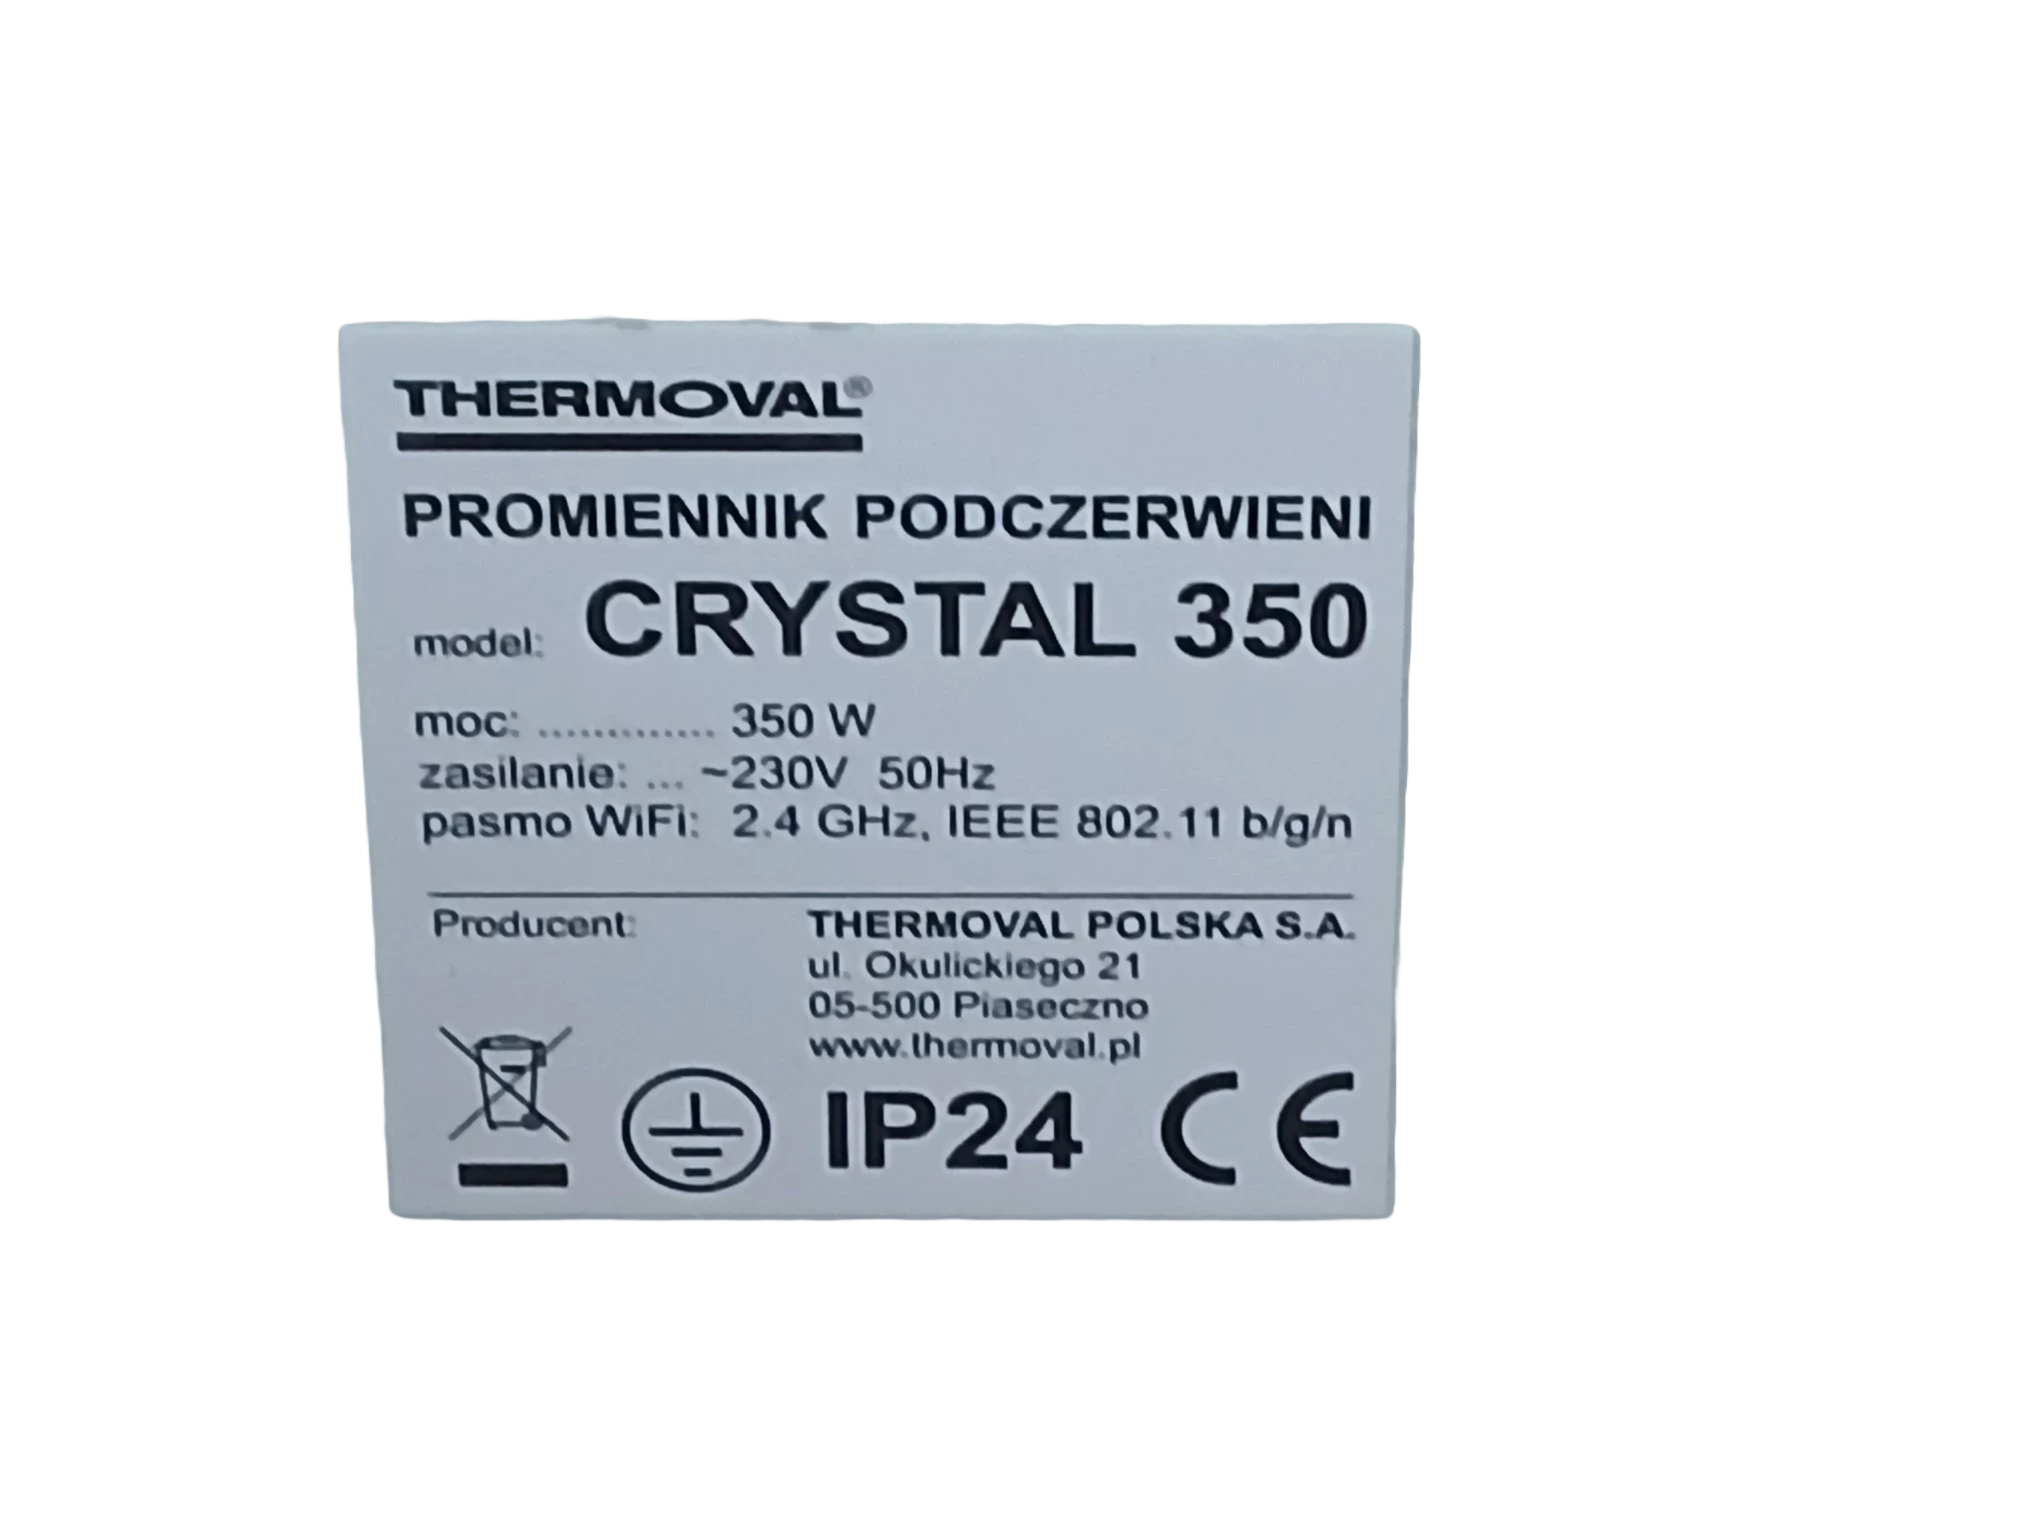 THERMOVAL®
PROMIENNIK PODCZERWIENI
model: CRYSTAL 350
moc: ............. 350 W
zasilanie: ... ~230V 50Hz
pasmo WiFi: 2.4 GHz, IEEE 802.11 b/g/n
Producent: THERMOVAL POLSKA S.A.
ul. Okulickiego 21
05-500 Piaseczno
www.thermoval.pl
IP24 CE